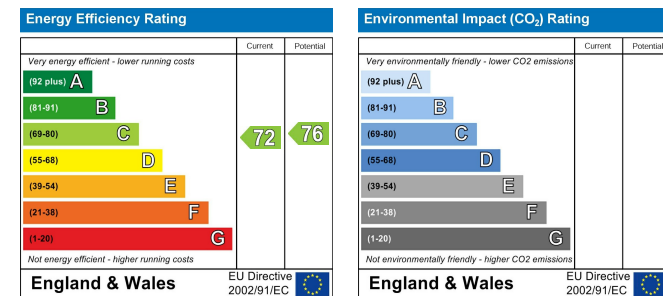 Energy Efficiency Rating
Current Potential
Very energy efficient - lower running costs
(92 plus) A
(81-91) B
(69-80) C
72 76
(55-68) D
(39-54) E
(21-38) F
(1-20) G
Not energy efficient - higher running costs
England & Wales
EU Directive
2002/91/EC
Environmental Impact (CO₂) Rating
Current Potential
Very environmentally friendly - lower CO2 emissions
(92 plus) A
(81-91) B
(69-80) C
(55-68) D
(39-54) E
(21-38) F
(1-20) G
Not environmentally friendly - higher CO2 emissions
England & Wales
EU Directive
2002/91/EC